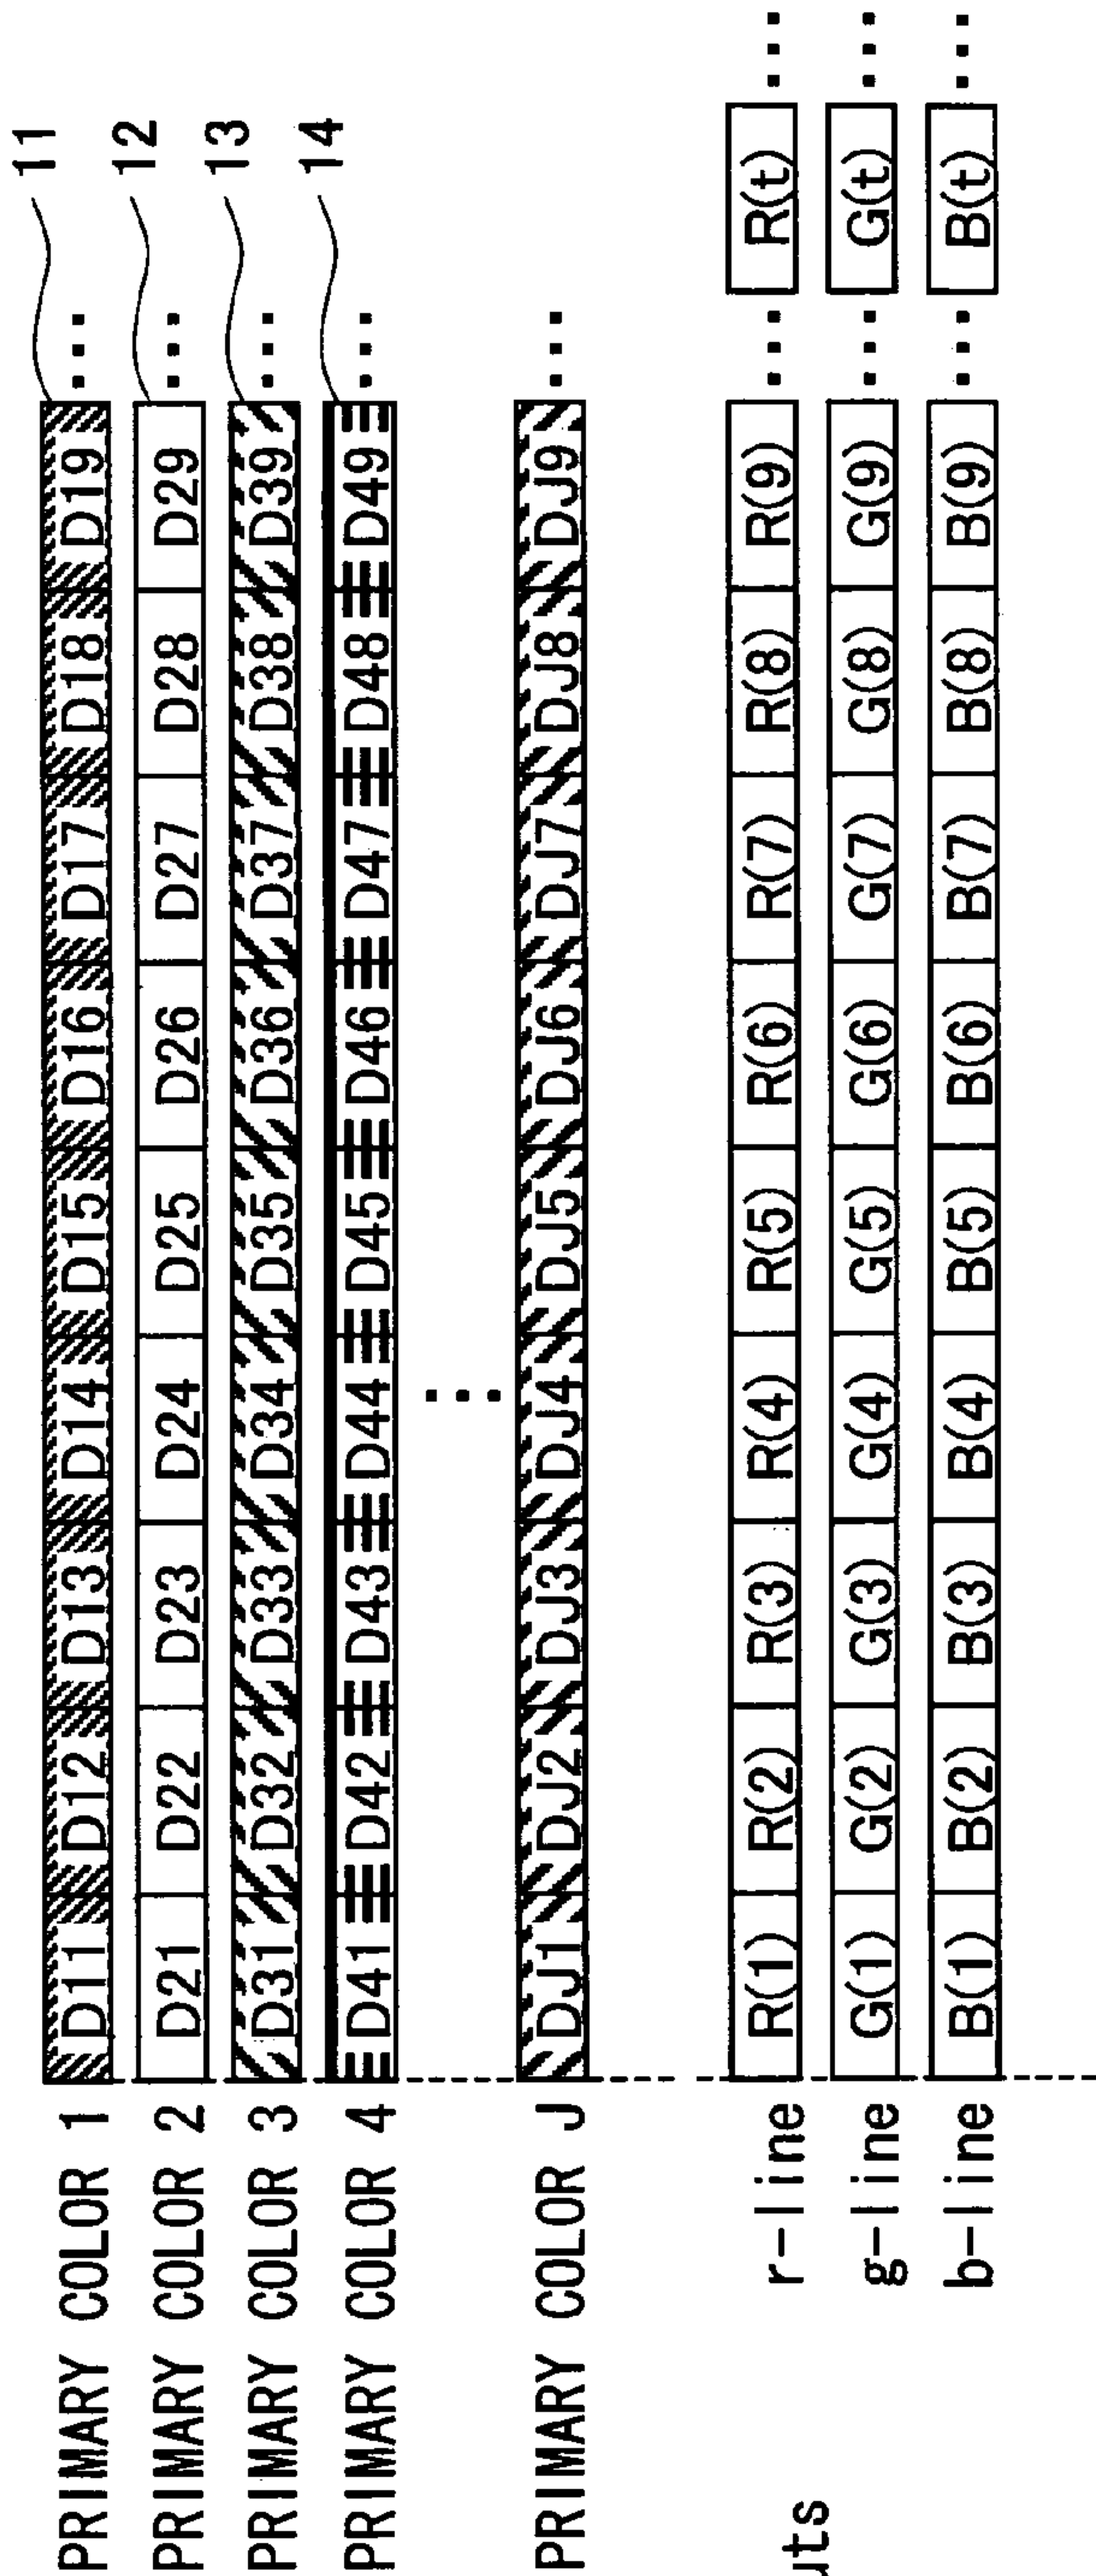 11
12
13
14
PRIMARY COLOR 1 D11 D12 D13 D14 D15 D16 D17 D18 D19 ...
PRIMARY COLOR 2 D21 D22 D23 D24 D25 D26 D27 D28 D29 ...
PRIMARY COLOR 3 D31 D32 D33 D34 D35 D36 D37 D38 D39 ...
PRIMARY COLOR 4 D41 D42 D43 D44 D45 D46 D47 D48 D49 ...
...
PRIMARY COLOR J DJ1 DJ2 DJ3 DJ4 DJ5 DJ6 DJ7 DJ8 DJ9 ...
r-line R(1) R(2) R(3) R(4) R(5) R(6) R(7) R(8) R(9) ... R(t) ...
uts
g-line G(1) G(2) G(3) G(4) G(5) G(6) G(7) G(8) G(9) ... G(t) ...
b-line B(1) B(2) B(3) B(4) B(5) B(6) B(7) B(8) B(9) ... B(t) ...